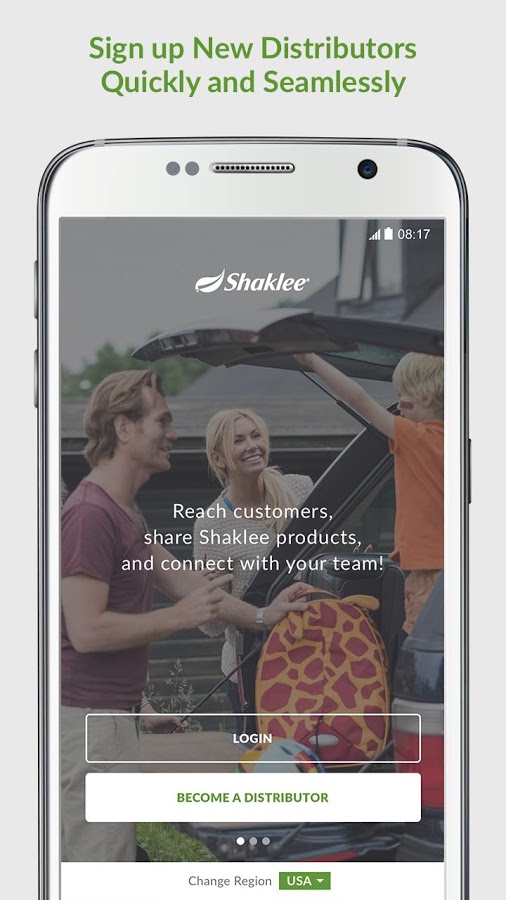 Sign up New Distributors
Quickly and Seamlessly
08:17
Shaklee®
Reach customers,
share Shaklee products,
and connect with your team!
LOGIN
BECOME A DISTRIBUTOR
Change Region USA